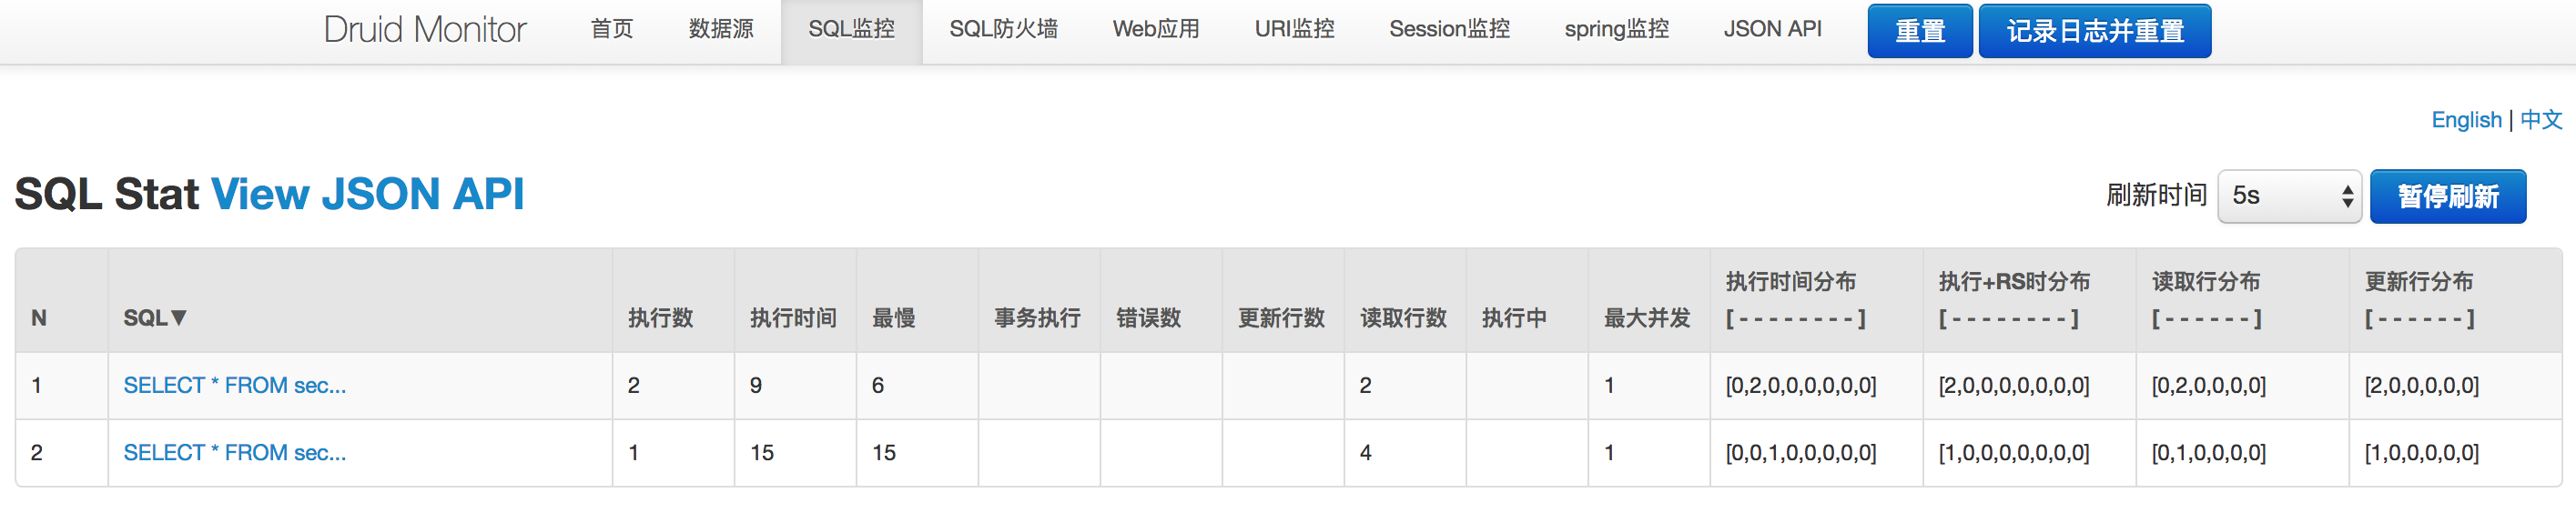 Druid Monitor 首页 数据源 SQL监控 SQL防火墙 Web应用 URI监控 Session监控 spring监控 JSON API 重置 记录日志并重置
English | 中文
SQL Stat View JSON API 刷新时间 5s 暂停刷新
N SQL▼ 执行数 执行时间 最慢 事务执行 错误数 更新行数 读取行数 执行中 最大并发 执行时间分布 [ - - - - - - - - ] 执行+RS时分布 [ - - - - - - - - ] 读取行分布 [ - - - - - - ] 更新行分布 [ - - - - - - ]
1 SELECT * FROM sec... 2 9 6 2 1 [0,2,0,0,0,0,0,0] [2,0,0,0,0,0,0,0] [0,2,0,0,0,0] [2,0,0,0,0,0]
2 SELECT * FROM sec... 1 15 15 4 1 [0,0,1,0,0,0,0,0] [1,0,0,0,0,0,0,0] [0,1,0,0,0,0] [1,0,0,0,0,0]